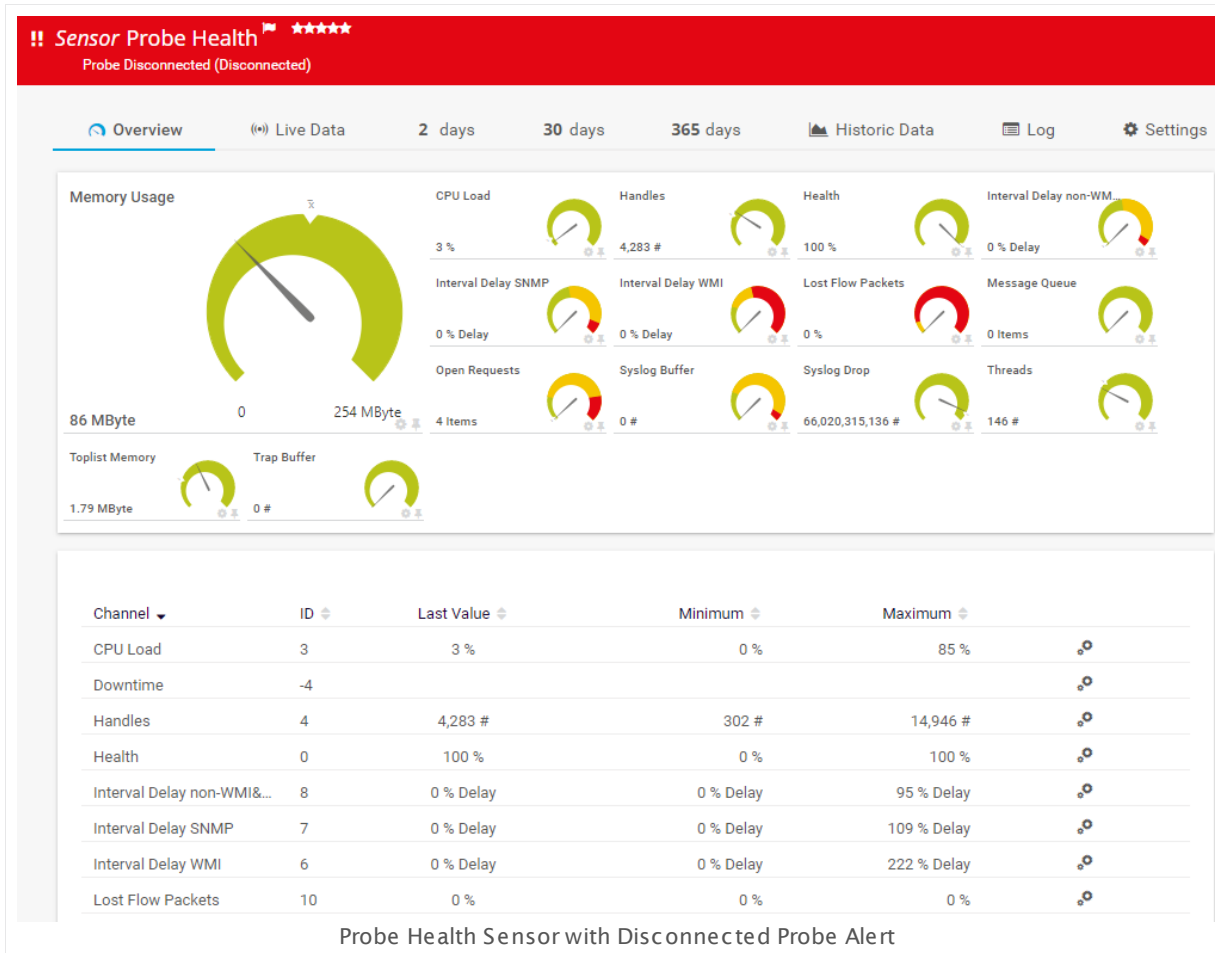 !! Sensor Probe Health ★★★★★
Probe Disconnected (Disconnected)
Overview Live Data 2 days 30 days 365 days Historic Data Log Settings
Memory Usage
x̄
0
254 MByte
86 MByte
CPU Load
3 %
Handles
4,283 #
Health
100 %
Interval Delay non-WM...
0 % Delay
Interval Delay SNMP
0 % Delay
Interval Delay WMI
0 % Delay
Lost Flow Packets
0 %
Message Queue
0 Items
Open Requests
4 Items
Syslog Buffer
0 #
Syslog Drop
66,020,315,136 #
Threads
146 #
Toplist Memory
1.79 MByte
Trap Buffer
0 #
Channel ID Last Value Minimum Maximum
CPU Load 3 3 % 0 % 85 %
Downtime -4
Handles 4 4,283 # 302 # 14,946 #
Health 0 100 % 0 % 100 %
Interval Delay non-WMI&... 8 0 % Delay 0 % Delay 95 % Delay
Interval Delay SNMP 7 0 % Delay 0 % Delay 109 % Delay
Interval Delay WMI 6 0 % Delay 0 % Delay 222 % Delay
Lost Flow Packets 10 0 % 0 % 0 %
Probe Health Sensor with Disconnected Probe Alert